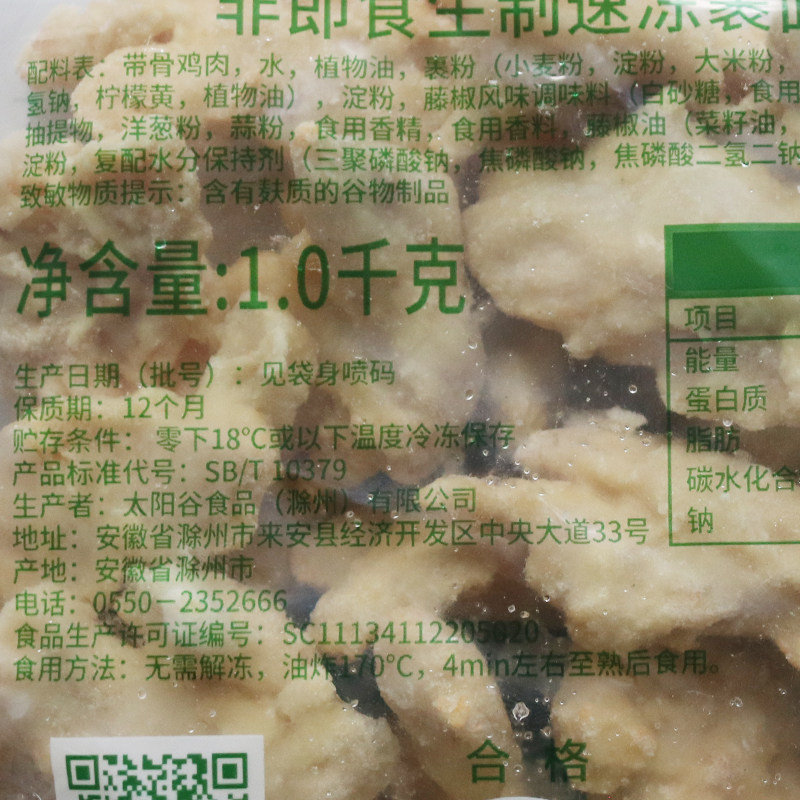 非即食生制速冻裹面
配料表：带骨鸡肉，水，植物油，裹粉（小麦粉，淀粉，大米粉，
氢钠，柠檬黄，植物油），淀粉，藤椒风味调味料（白砂糖，食用
抽提物，洋葱粉，蒜粉，食用香精，食用香料，藤椒油（菜籽油，
淀粉，复配水分保持剂（三聚磷酸钠，焦磷酸钠，焦磷酸二氢二钠
致敏物质提示：含有麸质的谷物制品
净含量:1.0千克
生产日期（批号）：见袋身喷码
保质期：12个月
贮存条件：零下18℃或以下温度冷冻保存
产品标准代号：SB/T 10379
生产者：太阳谷食品（滁州）有限公司
地址：安徽省滁州市来安县经济开发区中央大道33号
产地：安徽省滁州市
电话：0550－2352666
食品生产许可证编号：SC11134112205020
食用方法：无需解冻，油炸170℃，4min左右至熟后食用。
项目
能量
蛋白质
脂肪
碳水化合
钠
合格